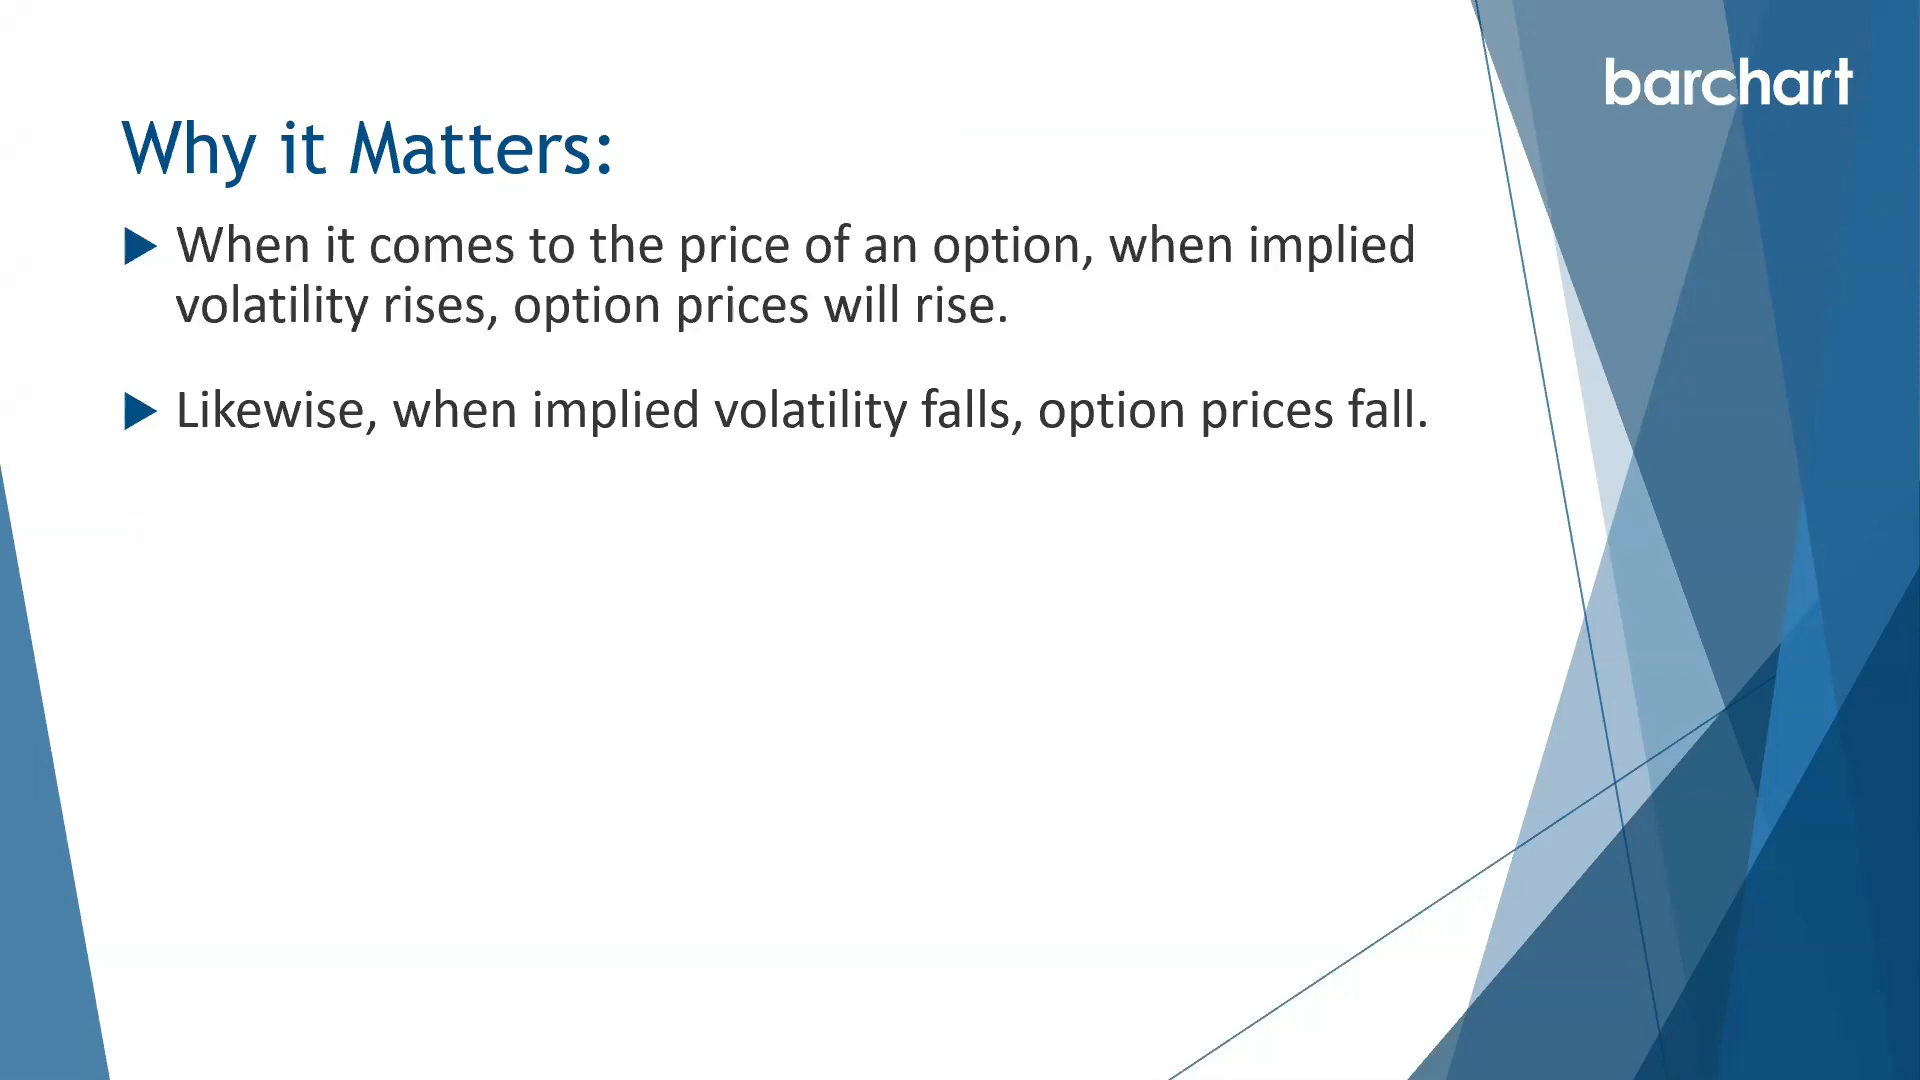 barchart
Why it Matters:
When it comes to the price of an option, when implied
volatility rises, option prices will rise.
Likewise, when implied volatility falls, option prices fall.